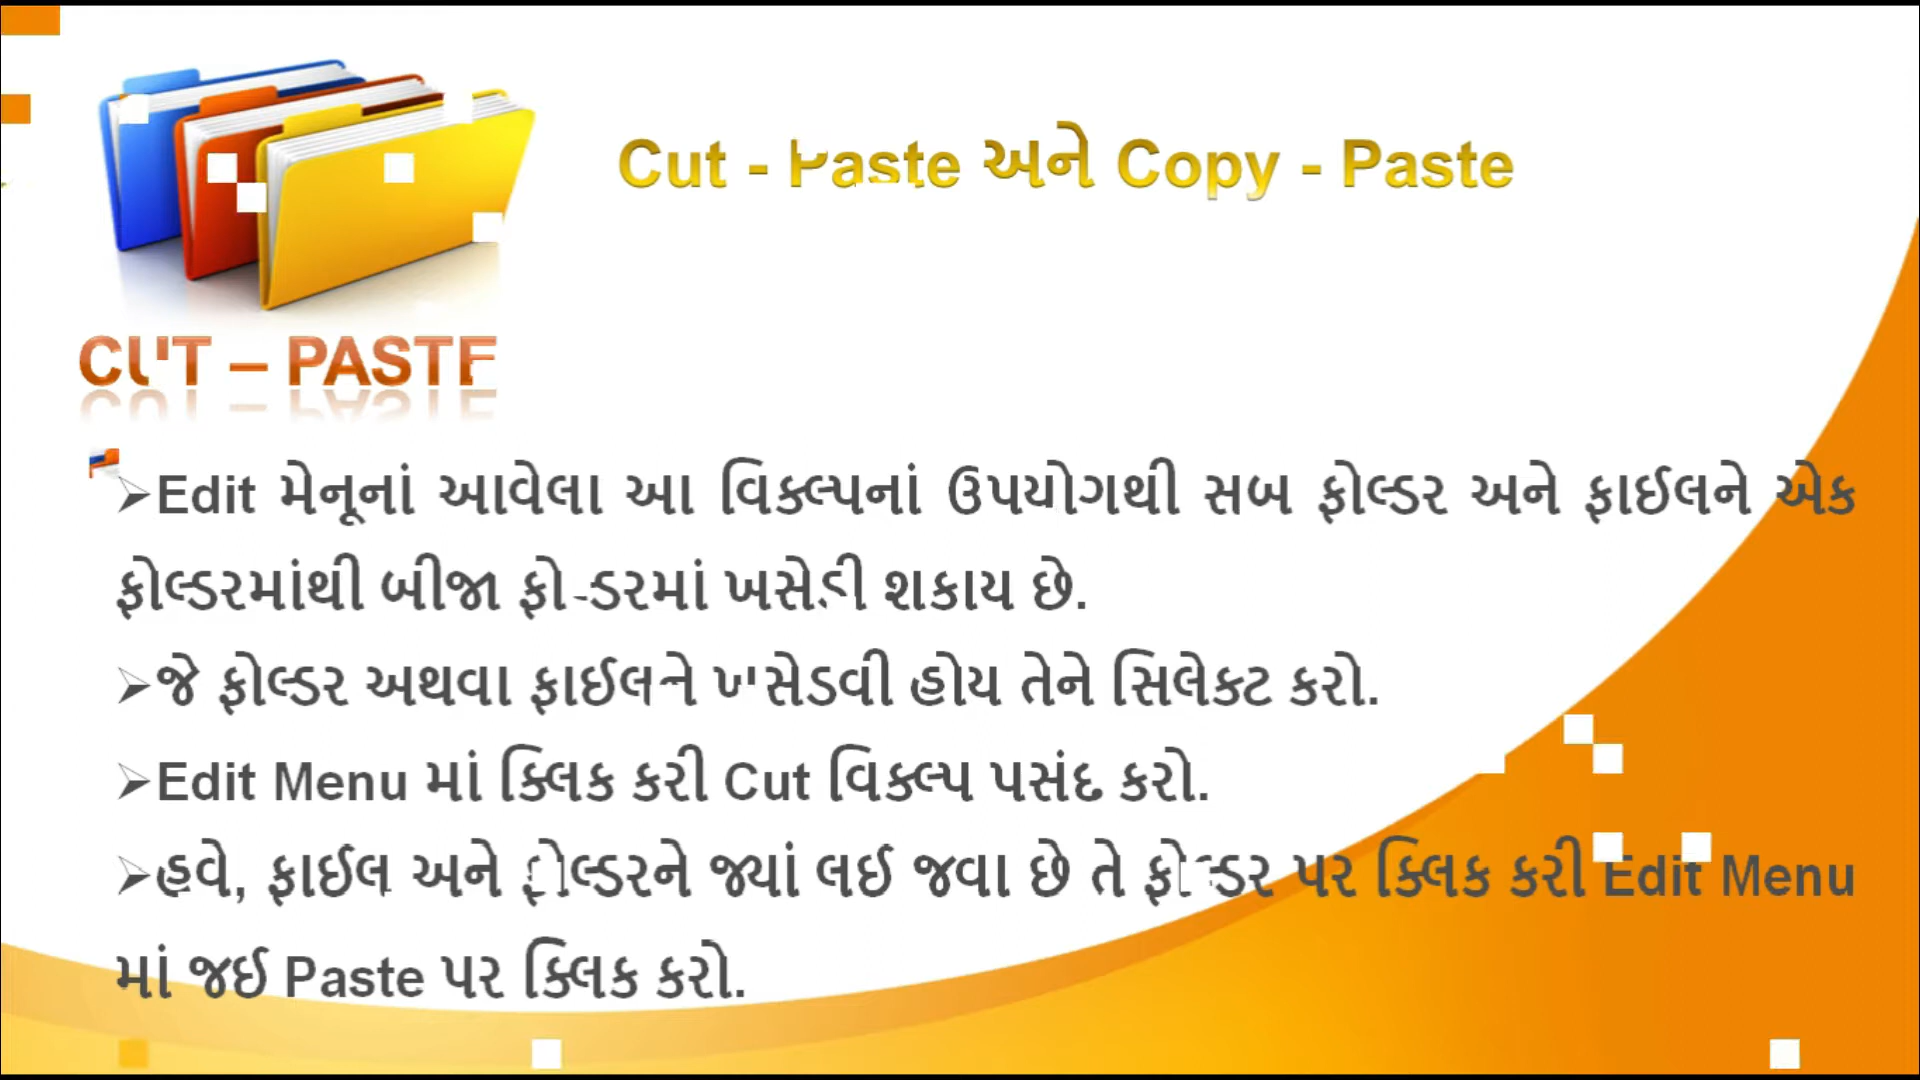 Cut - Paste અને Copy - Paste
CUT – PASTE
➢Edit મેનૂનાં આવેલા આ વિકલ્પનાં ઉપયોગથી સબ ફોલ્ડર અને ફાઈલને એક
ફોલ્ડરમાંથી બીજા ફોલ્ડરમાં ખસેડી શકાય છે.
➢જે ફોલ્ડર અથવા ફાઈલને ખસેડવી હોય તેને સિલેક્ટ કરો.
➢Edit Menu માં ક્લિક કરી Cut વિકલ્પ પસંદ કરો.
➢હવે, ફાઈલ અને ફોલ્ડરને જ્યાં લઈ જવા છે તે ફોલ્ડર પર ક્લિક કરી Edit Menu
માં જઈ Paste પર ક્લિક કરો.